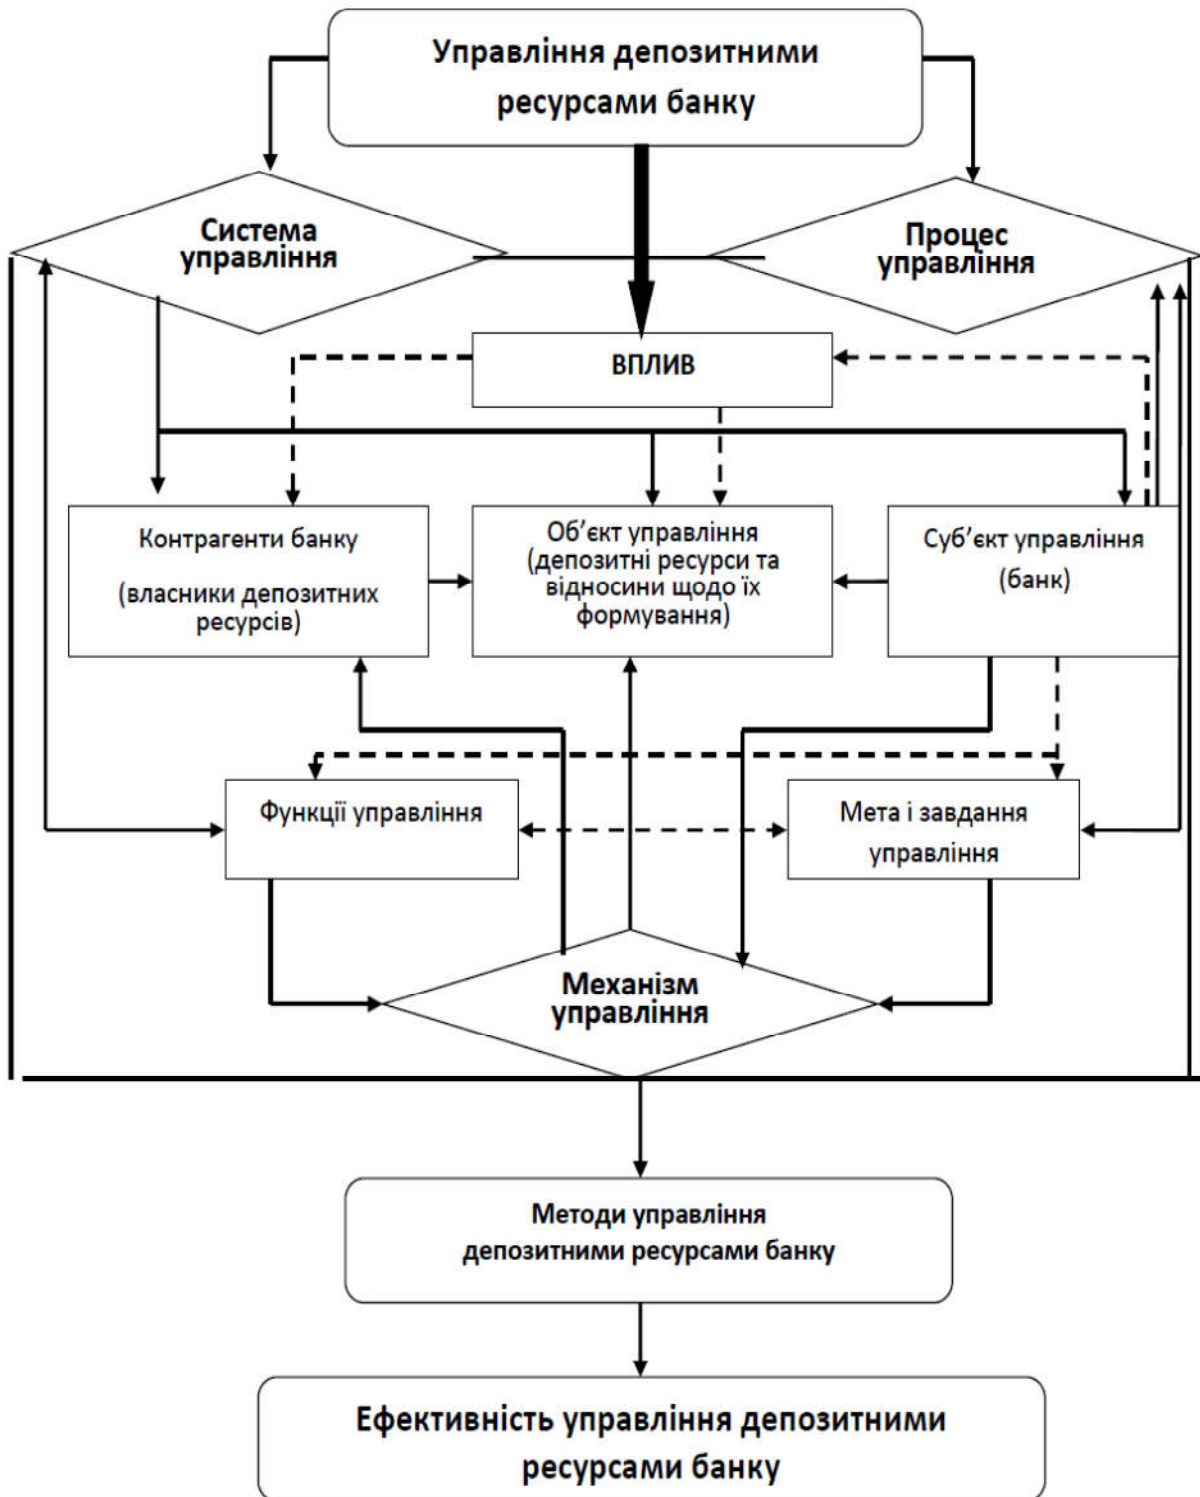 Управління депозитними
ресурсами банку
Система
управління
Процес
управління
ВПЛИВ
Контрагенти банку
(власники депозитних
ресурсів)
Об’єкт управління
(депозитні ресурси та
відносини щодо їх
формування)
Суб’єкт управління
(банк)
Функції управління
Мета і завдання
управління
Механізм
управління
Методи управління
депозитними ресурсами банку
Ефективність управління депозитними
ресурсами банку